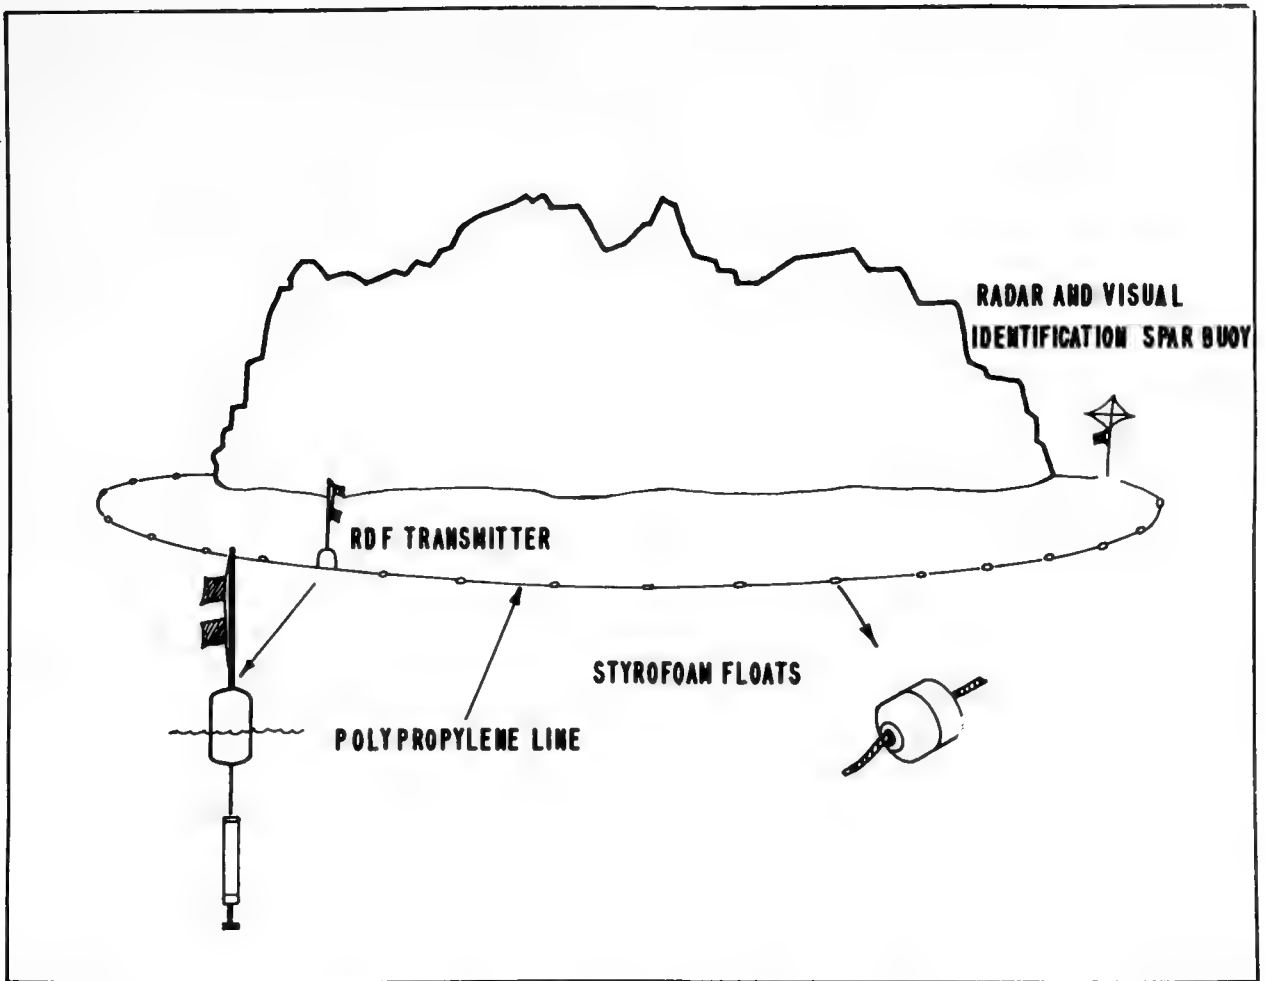 RADAR AND VISUAL
IDENTIFICATION SPAR BUOY
RDF TRANSMITTER
STYROFOAM FLOATS
POLYPROPYLENE LINE